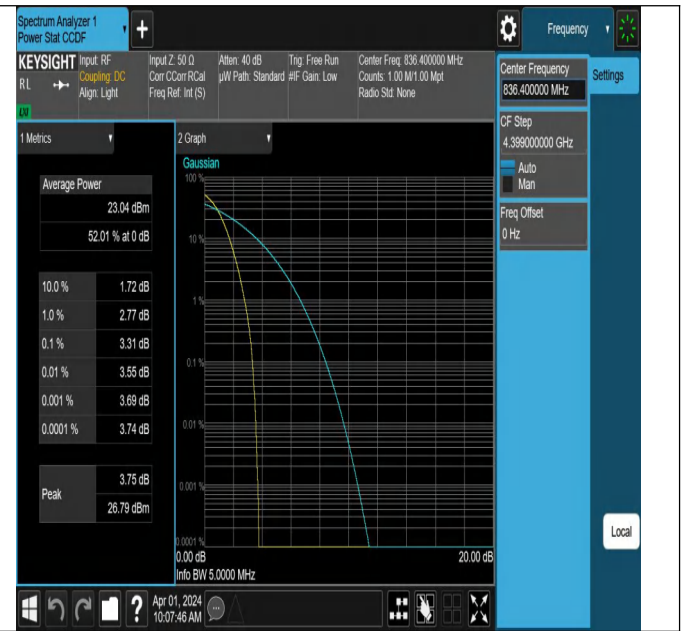 Spectrum Analyzer 1
Power Stat CCDF
+
Frequency
KEYSIGHT
RL
Input: RF
Coupling: DC
Align: Light
Input Z: 50 Ω
Corr CCorr RCal
Freq Ref: Int (S)
Atten: 40 dB
µW Path: Standard
Trig: Free Run
#IF Gain: Low
Center Freq: 836.400000 MHz
Counts: 1.00 M/1.00 Mpt
Radio Std: None
Center Frequency
836.400000 MHz
Settings
CF Step
4.399000000 GHz
Auto
Man
Freq Offset
0 Hz
1 Metrics
Average Power
23.04 dBm
52.01 % at 0 dB
10.0 % 1.72 dB
1.0 % 2.77 dB
0.1 % 3.31 dB
0.01 % 3.55 dB
0.001 % 3.69 dB
0.0001 % 3.74 dB
Peak
3.75 dB
26.79 dBm
2 Graph
Gaussian
100 %
10 %
1 %
0.1 %
0.01 %
0.001 %
0.0001 %
0.00 dB 20.00 dB
Info BW 5.0000 MHz
Local
?
Apr 01, 2024
10:07:46 AM